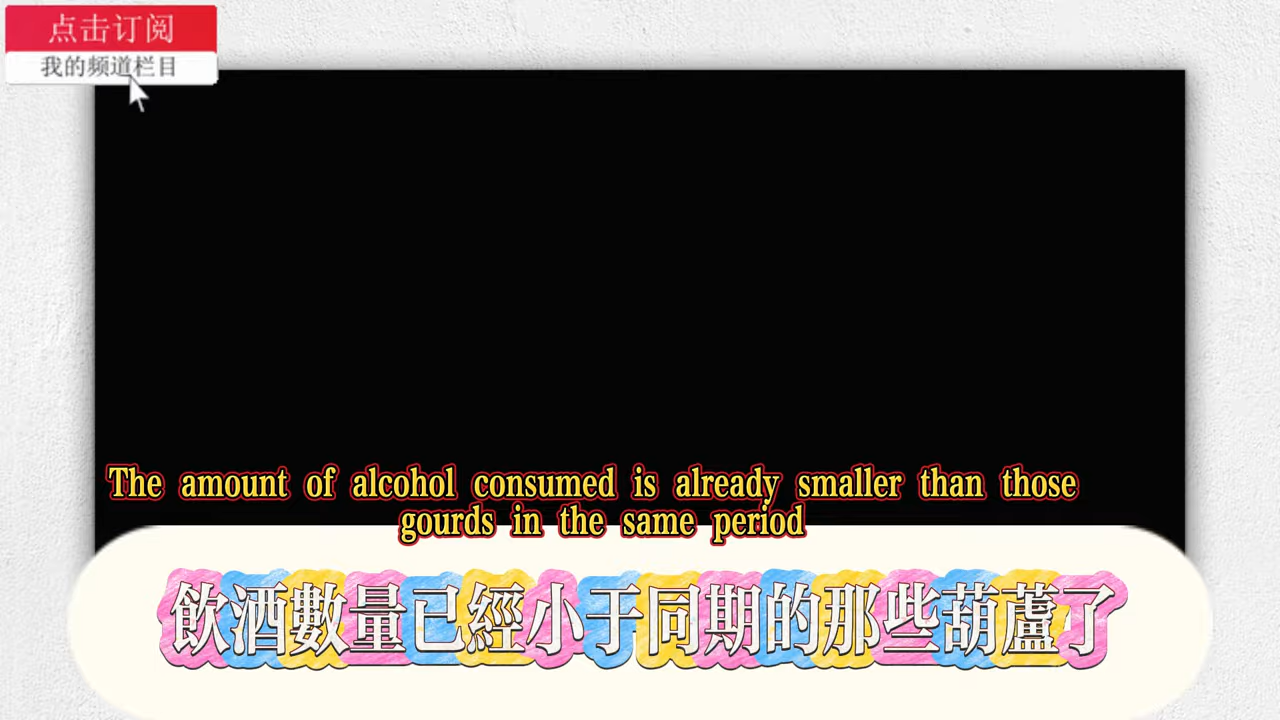 点击订阅
我的频道栏目
The amount of alcohol consumed is already smaller than those
gourds in the same period
飲酒數量已經小于同期的那些葫蘆了